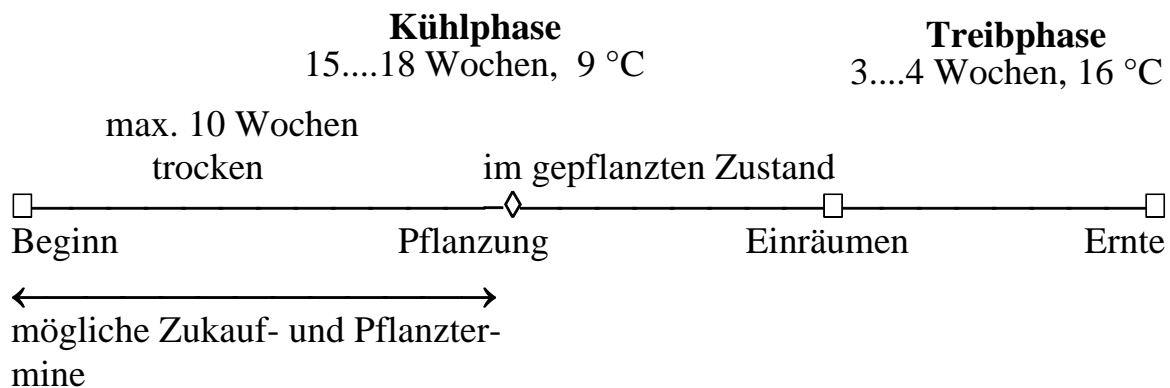 Kühlphase
15....18 Wochen, 9 °C
Treibphase
3....4 Wochen, 16 °C
max. 10 Wochen
trocken
im gepflanzten Zustand
Beginn
Pflanzung
Einräumen
Ernte
mögliche Zukauf- und Pflanzter-
mine